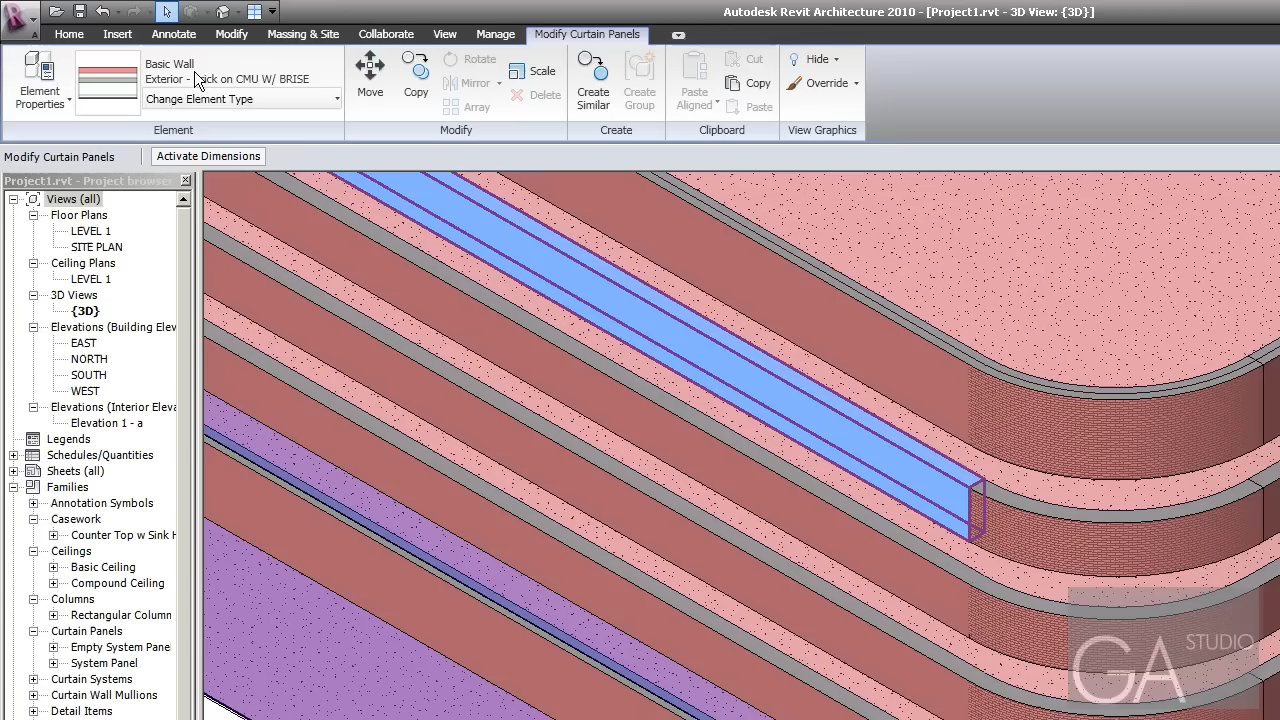 Autodesk Revit Architecture 2010 - [Project1.rvt - 3D View: {3D}]
Home Insert Annotate Modify Massing & Site Collaborate View Manage Modify Curtain Panels
Element Properties
Basic Wall
Exterior - Brick on CMU W/ BRISE
Change Element Type
Element
Move
Copy
Rotate
Mirror
Array
Scale
Delete
Modify
Create Similar
Create Group
Create
Paste Aligned
Cut
Copy
Paste
Clipboard
Hide
Override
View Graphics
Modify Curtain Panels
Activate Dimensions
Project1.rvt - Project browse
Views (all)
Floor Plans
LEVEL 1
SITE PLAN
Ceiling Plans
LEVEL 1
3D Views
{3D}
Elevations (Building Elev
EAST
NORTH
SOUTH
WEST
Elevations (Interior Eleva
Elevation 1 - a
Legends
Schedules/Quantities
Sheets (all)
Families
Annotation Symbols
Casework
Counter Top w Sink H
Ceilings
Basic Ceiling
Compound Ceiling
Columns
Rectangular Column
Curtain Panels
Empty System Panel
System Panel
Curtain Systems
Curtain Wall Mullions
Detail Items
GA STUDIO